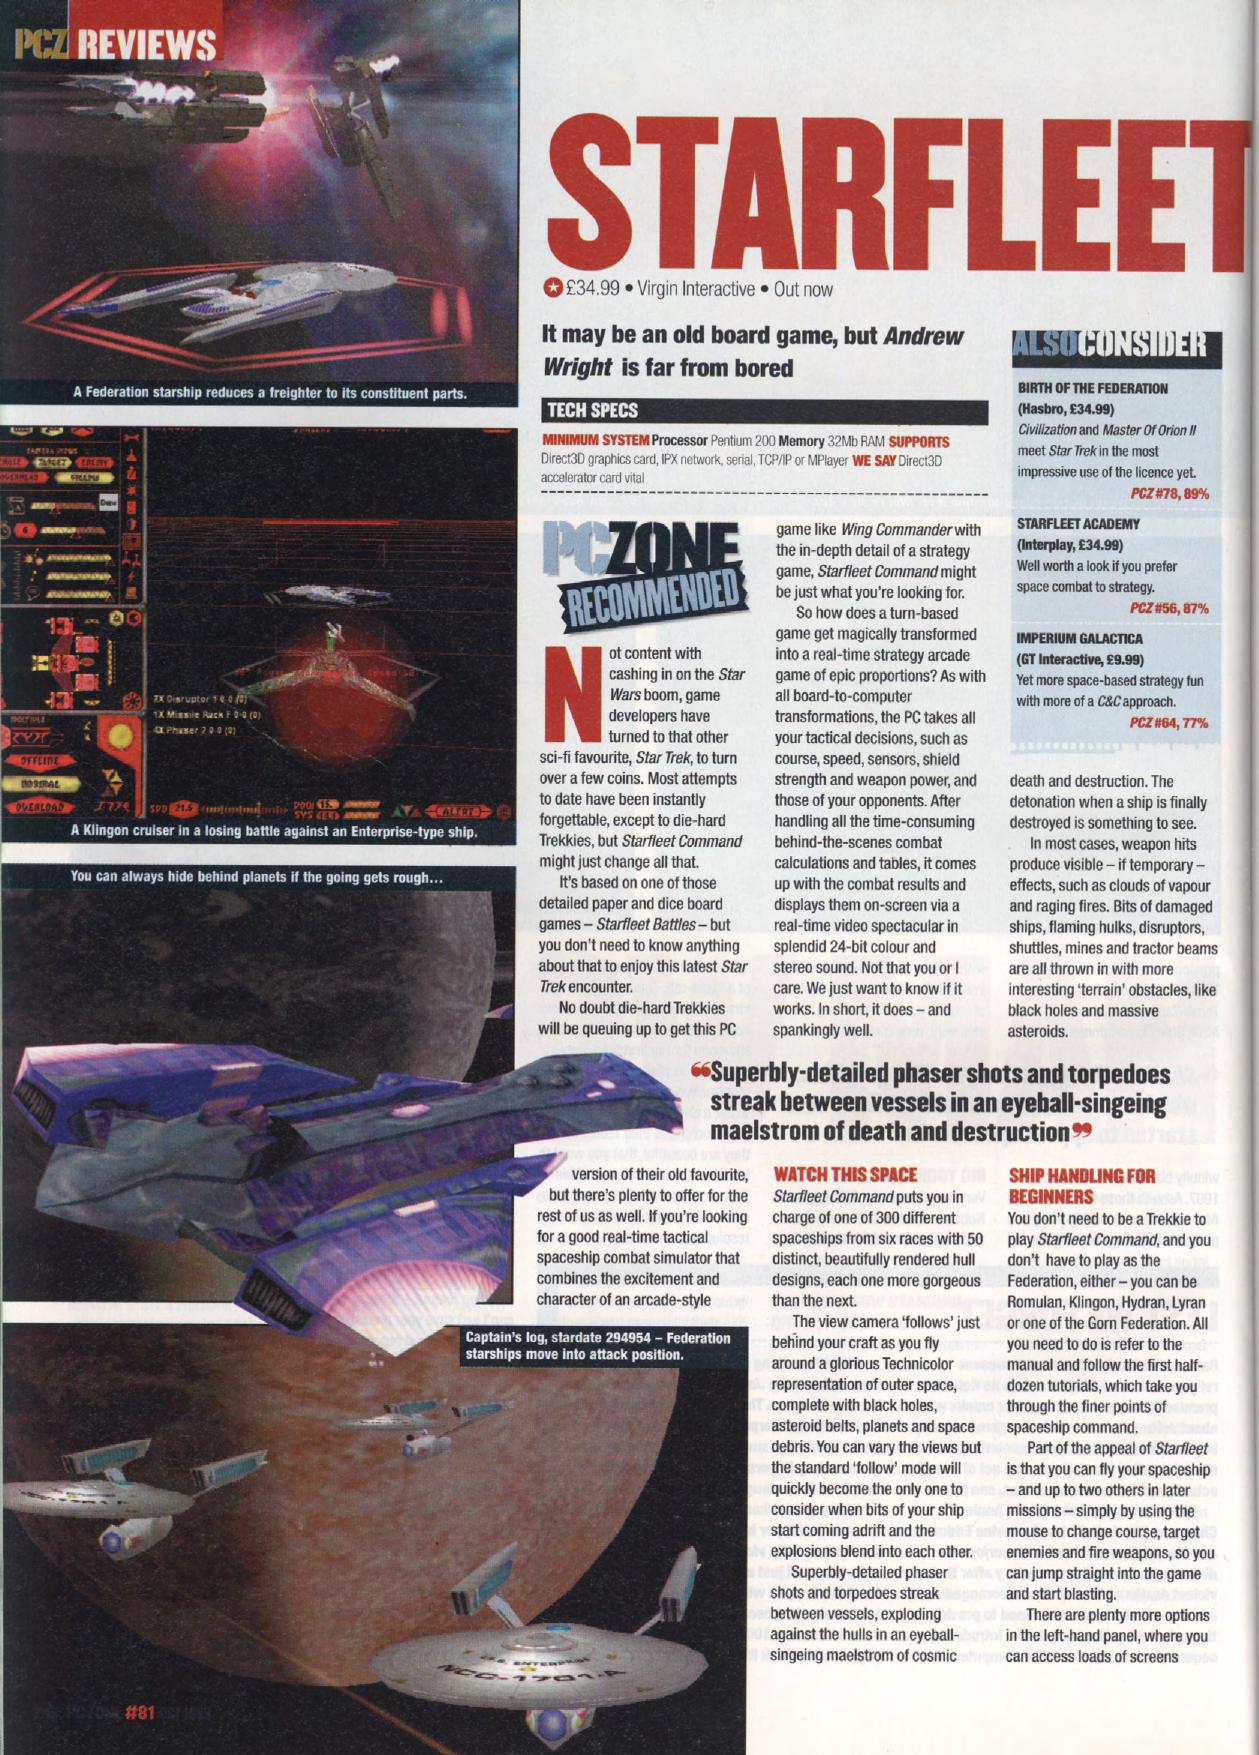 PCZ REVIEWS
A Federation starship reduces a freighter to its constituent parts.
TARGET
ENEMY
OVERHEAD
2X Disruptor 1 0 0 (0)
1X Missile Rack F 0 0 (0)
4X Phaser 2 0 0 (0)
OFFLINE
NORMAL
OVERLOAD
SPD 21.5
ALERT
A Klingon cruiser in a losing battle against an Enterprise-type ship.
You can always hide behind planets if the going gets rough...
Captain's log, stardate 294954 – Federation
starships move into attack position.
U.S.S. ENTERPRISE
NCC-1701-A
PC ZONE #81
STARFLEET
£34.99 • Virgin Interactive • Out now
It may be an old board game, but Andrew
Wright is far from bored
TECH SPECS
MINIMUM SYSTEM Processor Pentium 200 Memory 32Mb RAM SUPPORTS
Direct3D graphics card, IPX network, serial, TCP/IP or MPlayer WE SAY Direct3D
accelerator card vital
PCZONE
RECOMMENDED
Not content with
cashing in on the Star
Wars boom, game
developers have
turned to that other
sci-fi favourite, Star Trek, to turn
over a few coins. Most attempts
to date have been instantly
forgettable, except to die-hard
Trekkies, but Starfleet Command
might just change all that.
It's based on one of those
detailed paper and dice board
games – Starfleet Battles – but
you don't need to know anything
about that to enjoy this latest Star
Trek encounter.
No doubt die-hard Trekkies
will be queuing up to get this PC
version of their old favourite,
but there's plenty to offer for the
rest of us as well. If you're looking
for a good real-time tactical
spaceship combat simulator that
combines the excitement and
character of an arcade-style
game like Wing Commander with
the in-depth detail of a strategy
game, Starfleet Command might
be just what you're looking for.
So how does a turn-based
game get magically transformed
into a real-time strategy arcade
game of epic proportions? As with
all board-to-computer
transformations, the PC takes all
your tactical decisions, such as
course, speed, sensors, shield
strength and weapon power, and
those of your opponents. After
handling all the time-consuming
behind-the-scenes combat
calculations and tables, it comes
up with the combat results and
displays them on-screen via a
real-time video spectacular in
splendid 24-bit colour and
stereo sound. Not that you or I
care. We just want to know if it
works. In short, it does – and
spankingly well.
“Superbly-detailed phaser shots and torpedoes
streak between vessels in an eyeball-singeing
maelstrom of death and destruction”
WATCH THIS SPACE
Starfleet Command puts you in
charge of one of 300 different
spaceships from six races with 50
distinct, beautifully rendered hull
designs, each one more gorgeous
than the next.
The view camera 'follows' just
behind your craft as you fly
around a glorious Technicolor
representation of outer space,
complete with black holes,
asteroid belts, planets and space
debris. You can vary the views but
the standard 'follow' mode will
quickly become the only one to
consider when bits of your ship
start coming adrift and the
explosions blend into each other.
Superbly-detailed phaser
shots and torpedoes streak
between vessels, exploding
against the hulls in an eyeball-
singeing maelstrom of cosmic
ALSO CONSIDER
BIRTH OF THE FEDERATION
(Hasbro, £34.99)
Civilization and Master Of Orion II
meet Star Trek in the most
impressive use of the licence yet.
PCZ #78, 89%
STARFLEET ACADEMY
(Interplay, £34.99)
Well worth a look if you prefer
space combat to strategy.
PCZ #56, 87%
IMPERIUM GALACTICA
(GT Interactive, £9.99)
Yet more space-based strategy fun
with more of a C&C approach.
PCZ #64, 77%
death and destruction. The
detonation when a ship is finally
destroyed is something to see.
In most cases, weapon hits
produce visible – if temporary –
effects, such as clouds of vapour
and raging fires. Bits of damaged
ships, flaming hulks, disruptors,
shuttles, mines and tractor beams
are all thrown in with more
interesting 'terrain' obstacles, like
black holes and massive
asteroids.
SHIP HANDLING FOR
BEGINNERS
You don't need to be a Trekkie to
play Starfleet Command, and you
don't have to play as the
Federation, either – you can be
Romulan, Klingon, Hydran, Lyran
or one of the Gorn Federation. All
you need to do is refer to the
manual and follow the first half-
dozen tutorials, which take you
through the finer points of
spaceship command.
Part of the appeal of Starfleet
is that you can fly your spaceship
– and up to two others in later
missions – simply by using the
mouse to change course, target
enemies and fire weapons, so you
can jump straight into the game
and start blasting.
There are plenty more options
in the left-hand panel, where you
can access loads of screens